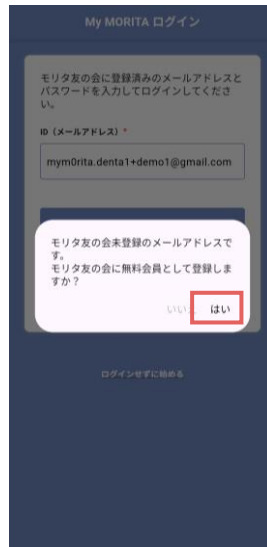 My MORITA ログイン
モリタ友の会に登録済みのメールアドレスと
パスワードを入力してログインしてくださ
い。
ID（メールアドレス）*
mym0rita.denta1+demo1@gmail.com
モリタ友の会未登録のメールアドレスで
す。
モリタ友の会に無料会員として登録しま
すか？
いいえ はい
ログインせずに始める